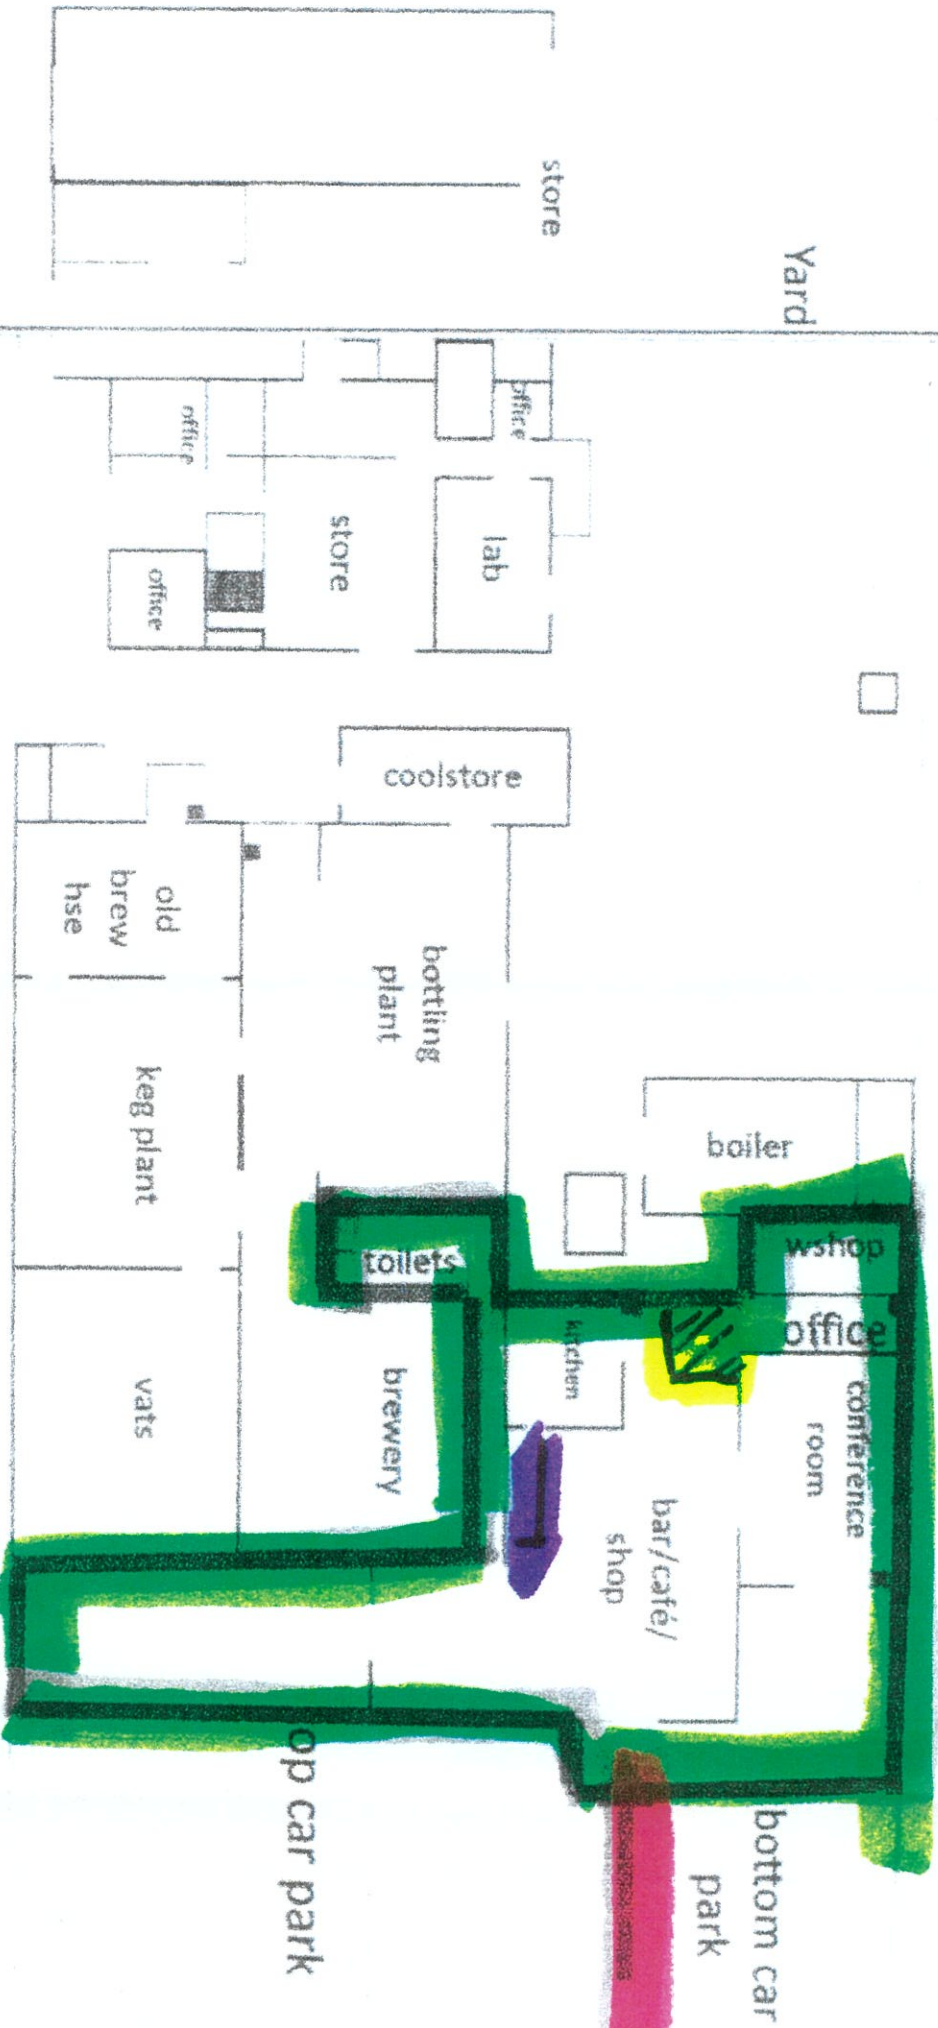 store
Yard
office
office
store
lab
office
coolstore
old
brew
hse
bottling
plant
keg plant
boiler
wshop
toilets
office
kitchen
vats
brewery
conference
room
bar/café/
shop
op car park
bottom car
park